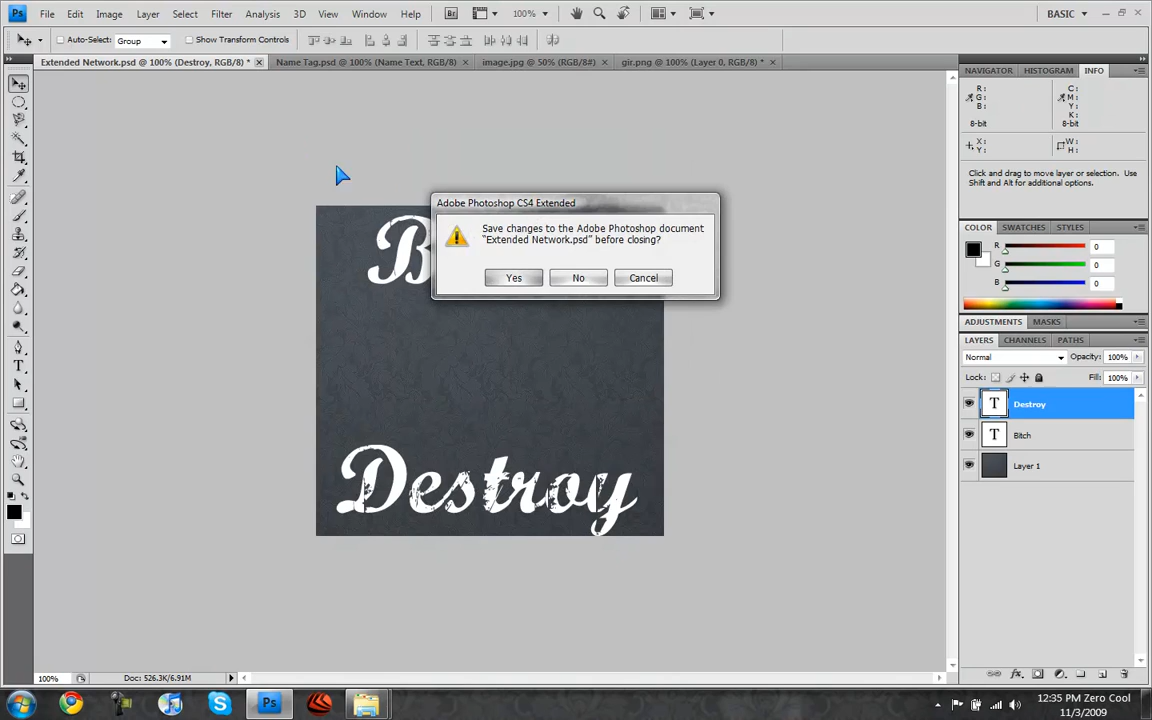 Ps File Edit Image Layer Select Filter Analysis 3D View Window Help Br 100% BASIC
Auto-Select: Group Show Transform Controls
Extended Network.psd @ 100% (Destroy, RGB/8) * Name Tag.psd @ 100% (Name Text, RGB/8) image.jpg @ 50% (RGB/8#) gir.png @ 100% (Layer 0, RGB/8) *
NAVIGATOR HISTOGRAM INFO
R: C:
G: M:
B: Y:
K:
8-bit 8-bit
X: W:
Y: H:
Click and drag to move layer or selection. Use
Shift and Alt for additional options.
Adobe Photoshop CS4 Extended
Save changes to the Adobe Photoshop document
“Extended Network.psd” before closing?
Yes No Cancel
B
Destroy
COLOR SWATCHES STYLES
R 0
G 0
B 0
ADJUSTMENTS MASKS
LAYERS CHANNELS PATHS
Normal Opacity: 100%
Lock: Fill: 100%
T Destroy
T Bitch
Layer 1
T
100% Doc: 526.3K/6.91M
fx
Ps
12:35 PM Zero Cool
11/3/2009